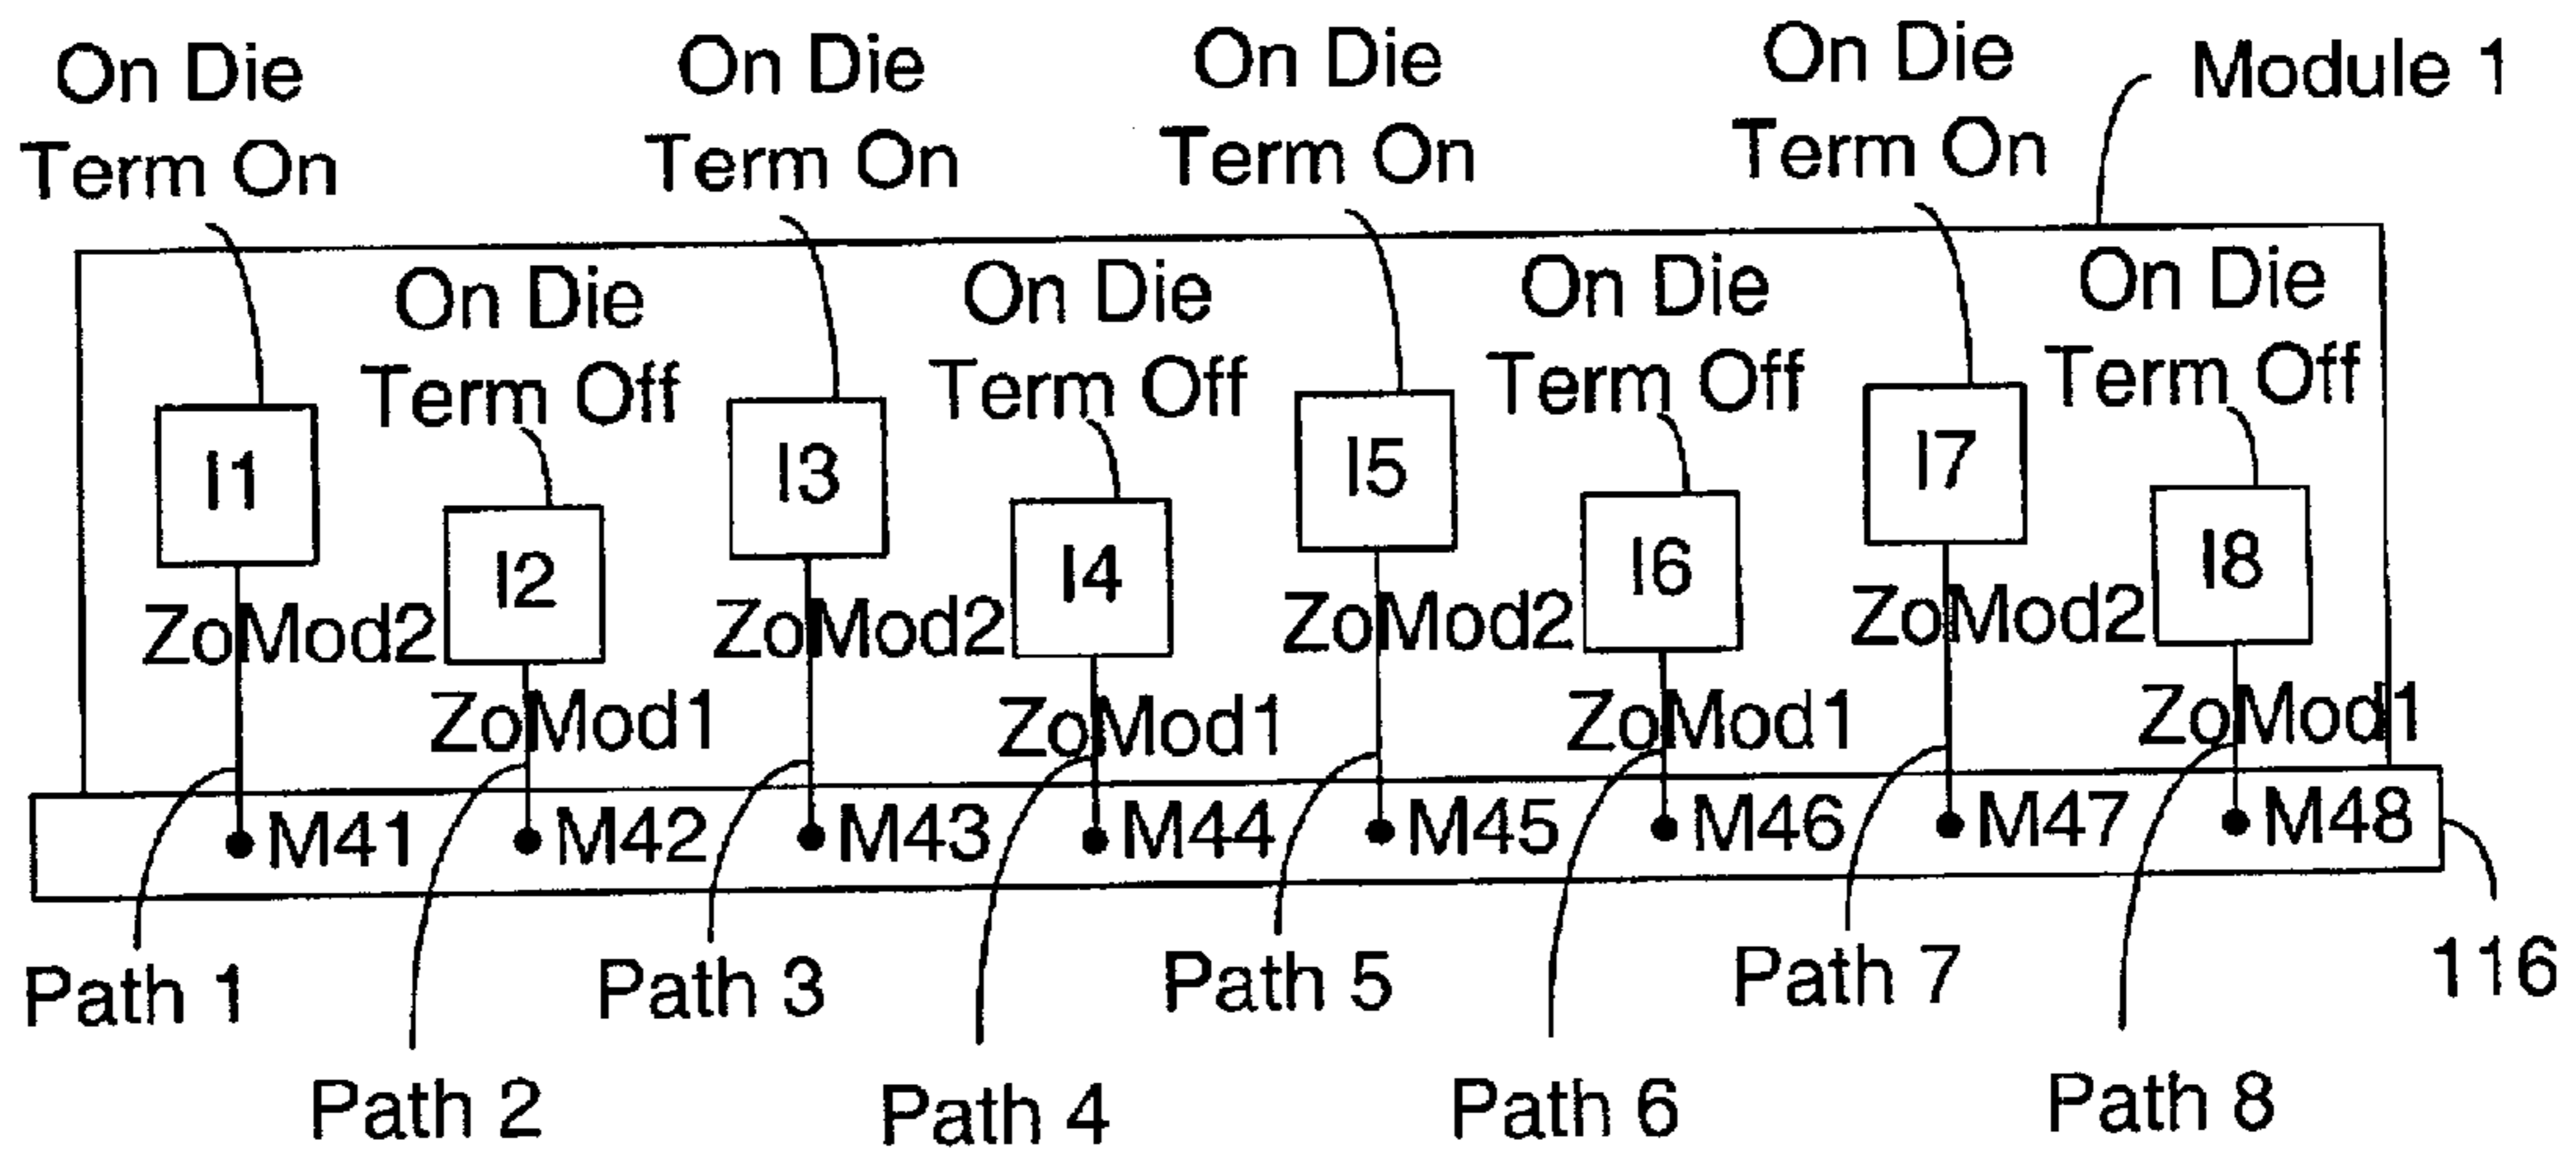 On Die
Term On
On Die
Term On
On Die
Term On
On Die
Term On
Module 1
On Die
Term Off
On Die
Term Off
On Die
Term Off
On Die
Term Off
I1
I2
I3
I4
I5
I6
I7
I8
ZoMod2
ZoMod1
ZoMod2
ZoMod1
ZoMod2
ZoMod1
ZoMod2
ZoMod1
M41
M42
M43
M44
M45
M46
M47
M48
116
Path 1
Path 2
Path 3
Path 4
Path 5
Path 6
Path 7
Path 8